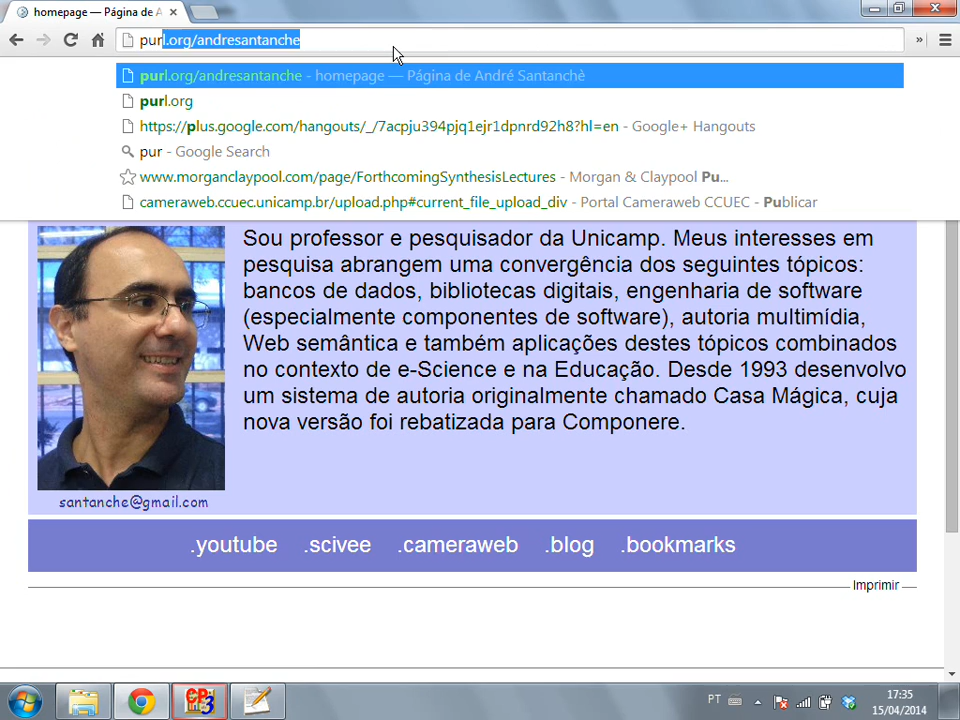 homepage — Página de A
purl.org/andresantanche
purl.org/andresantanche - homepage — Página de André Santanchè
purl.org
https://plus.google.com/hangouts/_/7acpju394pjq1ejr1dpnrd92h8?hl=en - Google+ Hangouts
pur - Google Search
www.morganclaypool.com/page/ForthcomingSynthesisLectures - Morgan & Claypool Pu...
cameraweb.ccuec.unicamp.br/upload.php#current_file_upload_div - Portal Cameraweb CCUEC - Publicar
Sou professor e pesquisador da Unicamp. Meus interesses em
pesquisa abrangem uma convergência dos seguintes tópicos:
bancos de dados, bibliotecas digitais, engenharia de software
(especialmente componentes de software), autoria multimídia,
Web semântica e também aplicações destes tópicos combinados
no contexto de e-Science e na Educação. Desde 1993 desenvolvo
um sistema de autoria originalmente chamado Casa Mágica, cuja
nova versão foi rebatizada para Componere.
santanche@gmail.com
.youtube .scivee .cameraweb .blog .bookmarks
Imprimir
PT
17:35
15/04/2014